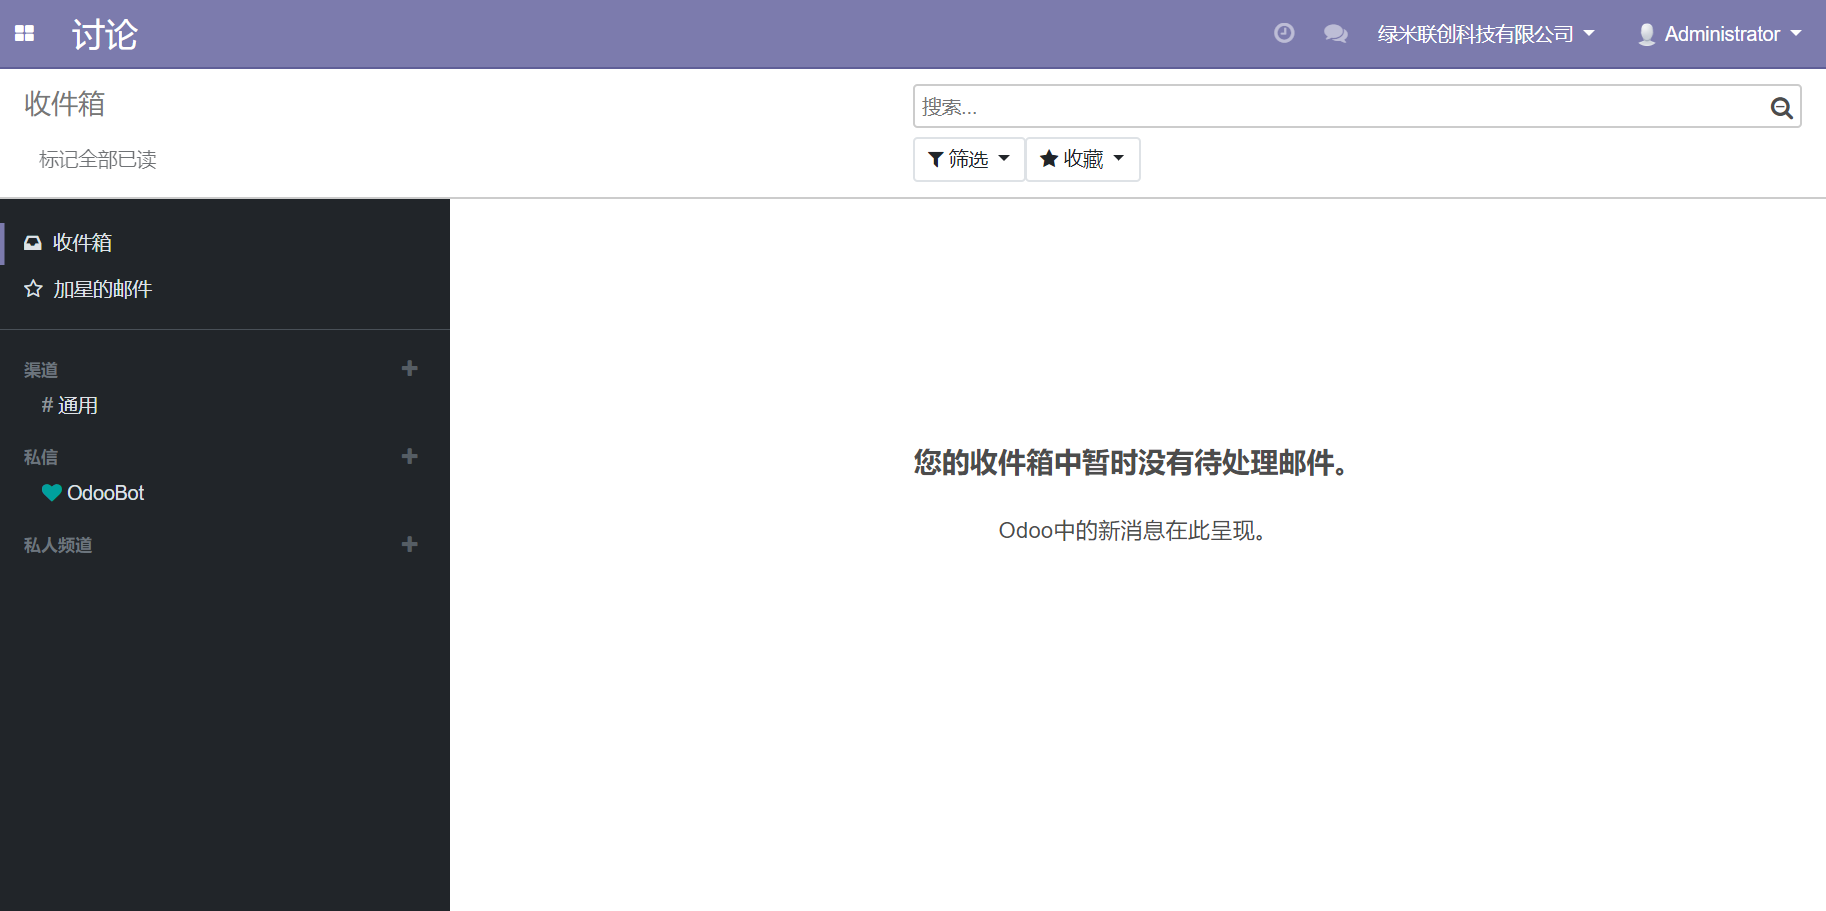 讨论
绿米联创科技有限公司
Administrator
收件箱
搜索...
标记全部已读
筛选
收藏
收件箱
加星的邮件
渠道
# 通用
私信
OdooBot
私人频道
您的收件箱中暂时没有待处理邮件。
Odoo中的新消息在此呈现。